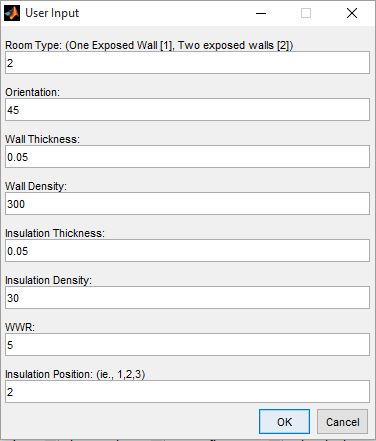 User Input
Room Type: (One Exposed Wall [1], Two exposed walls [2])
2
Orientation:
45
Wall Thickness:
0.05
Wall Density:
300
Insulation Thickness:
0.05
Insulation Density:
30
WWR:
5
Insulation Position: (ie., 1,2,3)
2
OK Cancel